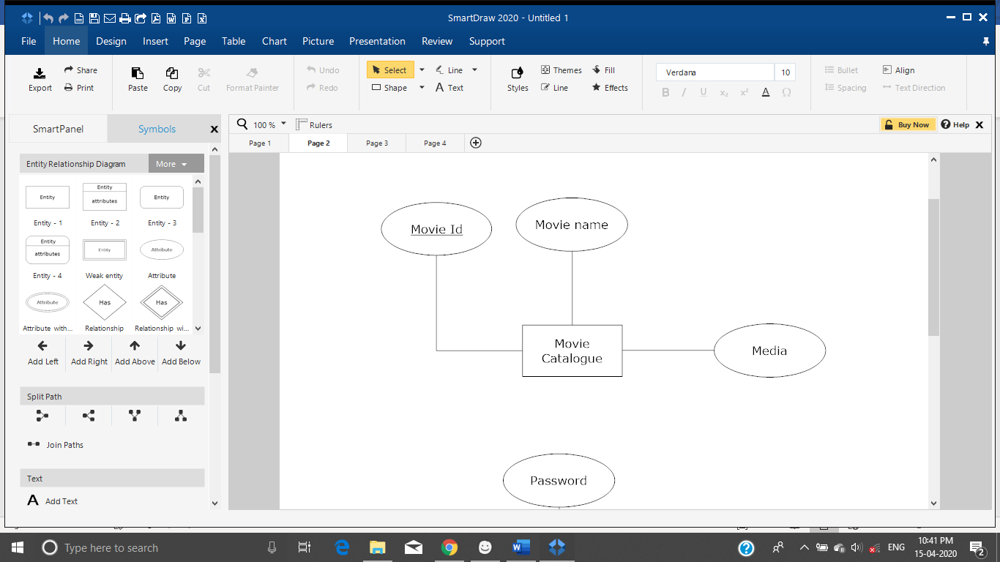 SmartDraw 2020 - Untitled 1
File Home Design Insert Page Table Chart Picture Presentation Review Support
Export
Share
Print
Paste
Copy
Cut
Format Painter
Undo
Redo
Select
Line
Shape
Text
Styles
Themes
Fill
Line
Effects
Verdana 10
B I U x₂ x² A Ω
Bullet
Align
Spacing
Text Direction
SmartPanel Symbols X
100 % Rulers
Buy Now
Help X
Page 1 Page 2 Page 3 Page 4
Entity Relationship Diagram More
Entity
Entity
attributes
Entity
Entity - 1 Entity - 2 Entity - 3
Entity
attributes
Entity
Attribute
Entity - 4 Weak entity Attribute
Attribute
Has
Has
Attribute with... Relationship Relationship wi...
Add Left Add Right Add Above Add Below
Split Path
Join Paths
Text
A Add Text
Movie Id
Movie name
Movie
Catalogue
Media
Password
Type here to search
ENG
10:41 PM
15-04-2020
2